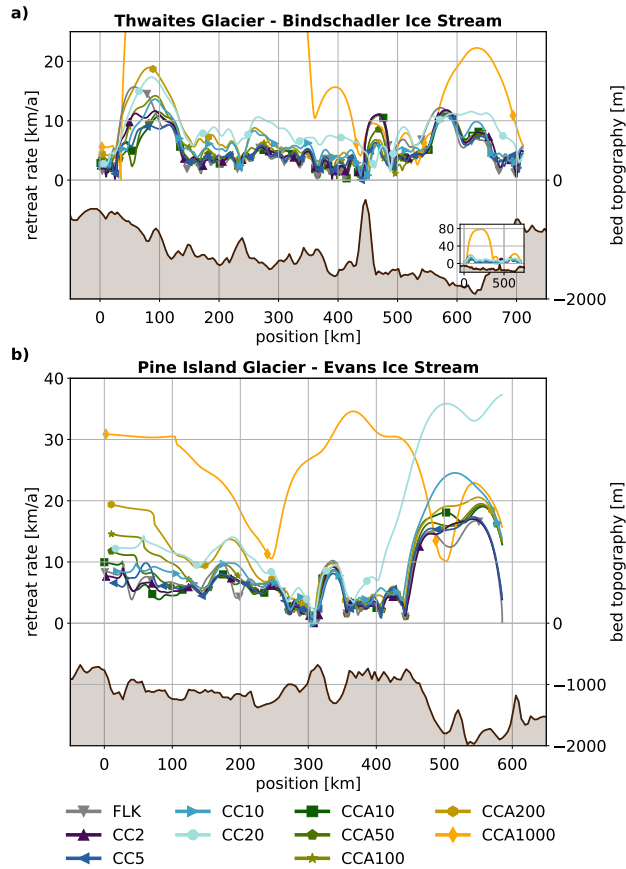 a)
Thwaites Glacier - Bindschadler Ice Stream
20
10
0
retreat rate [km/a]
0
−2000
bed topography [m]
80
40
0
0 500
0 100 200 300 400 500 600 700
position [km]
b)
Pine Island Glacier - Evans Ice Stream
40
30
20
10
0
retreat rate [km/a]
0
−1000
−2000
bed topography [m]
0 100 200 300 400 500 600
position [km]
FLK CC10 CCA10 CCA200
CC2 CC20 CCA50 CCA1000
CC5 CCA100